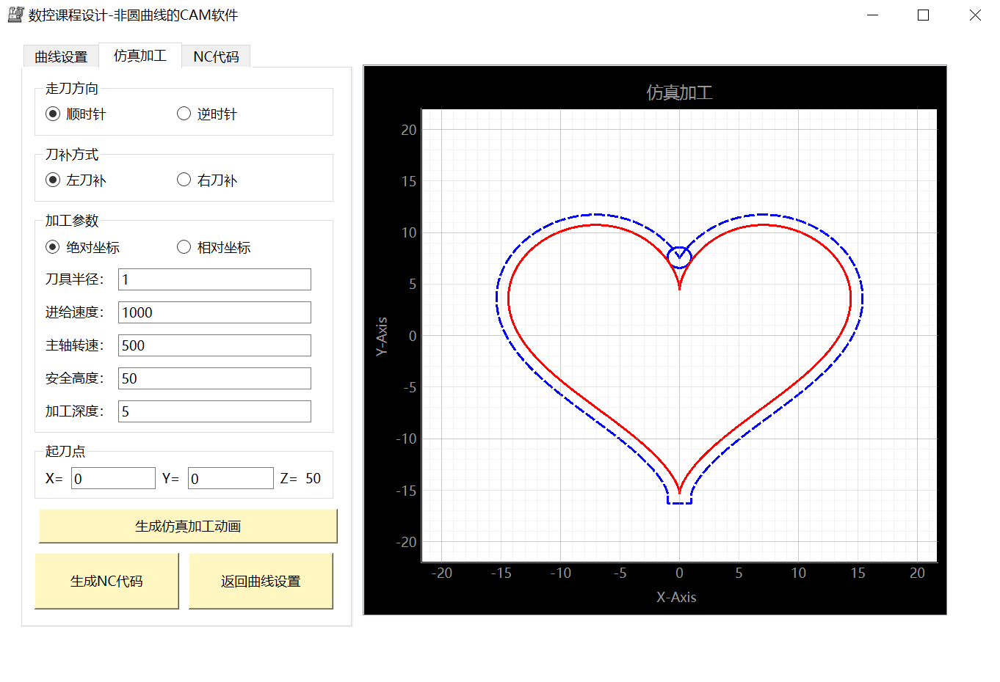 数控课程设计-非圆曲线的CAM软件
曲线设置 仿真加工 NC代码
走刀方向
顺时针 逆时针
刀补方式
左刀补 右刀补
加工参数
绝对坐标 相对坐标
刀具半径： 1
进给速度： 1000
主轴转速： 500
安全高度： 50
加工深度： 5
起刀点
X= 0 Y= 0 Z= 50
生成仿真加工动画
生成NC代码 返回曲线设置
仿真加工
20
15
10
5
0
-5
-10
-15
-20
Y-Axis
-20 -15 -10 -5 0 5 10 15 20
X-Axis